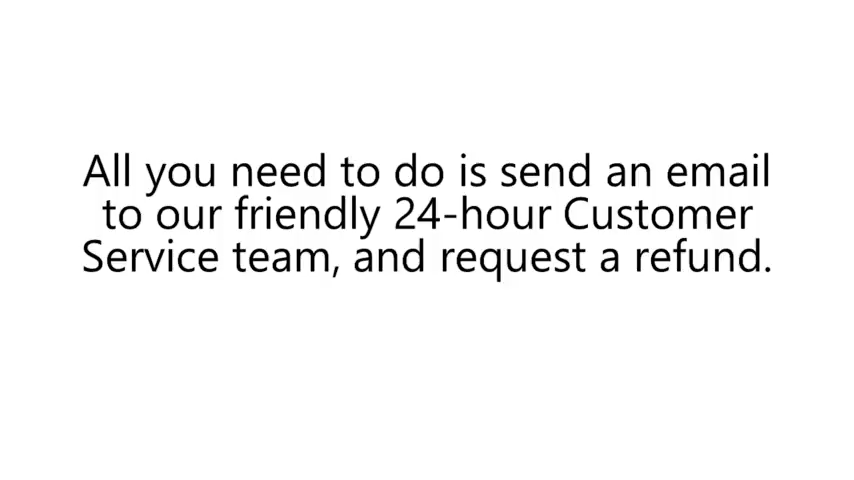 All you need to do is send an email
to our friendly 24-hour Customer
Service team, and request a refund.